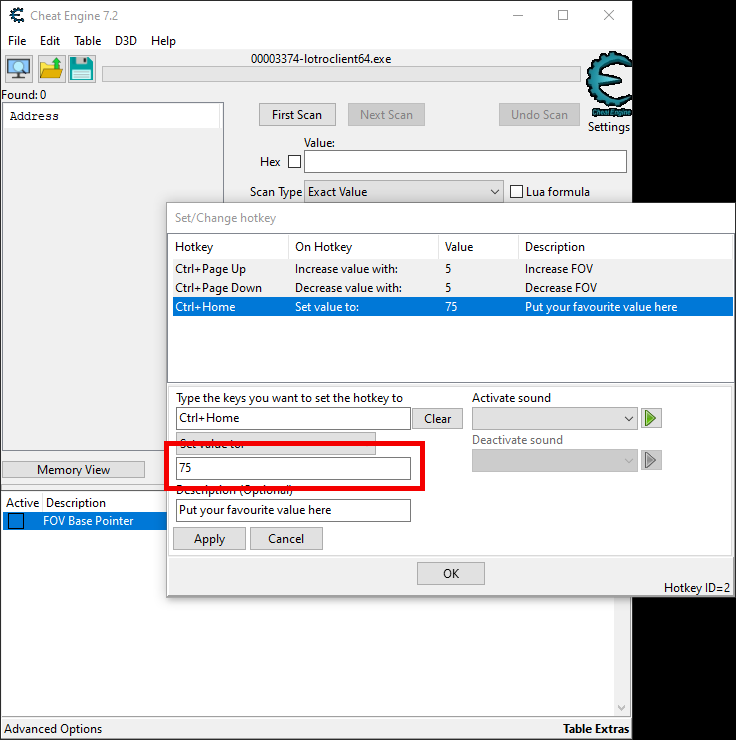 Cheat Engine 7.2
File Edit Table D3D Help
00003374-lotroclient64.exe
Found: 0
Address
First Scan Next Scan Undo Scan
Cheat Engine
Settings
Value:
Hex
Scan Type Exact Value Lua formula
Set/Change hotkey
Hotkey On Hotkey Value Description
Ctrl+Page Up Increase value with: 5 Increase FOV
Ctrl+Page Down Decrease value with: 5 Decrease FOV
Ctrl+Home Set value to: 75 Put your favourite value here
Type the keys you want to set the hotkey to Activate sound
Ctrl+Home Clear
Set value to: Deactivate sound
75
Description (Optional)
Put your favourite value here
Apply Cancel
OK
Hotkey ID=2
Memory View
Active Description
FOV Base Pointer
Advanced Options Table Extras